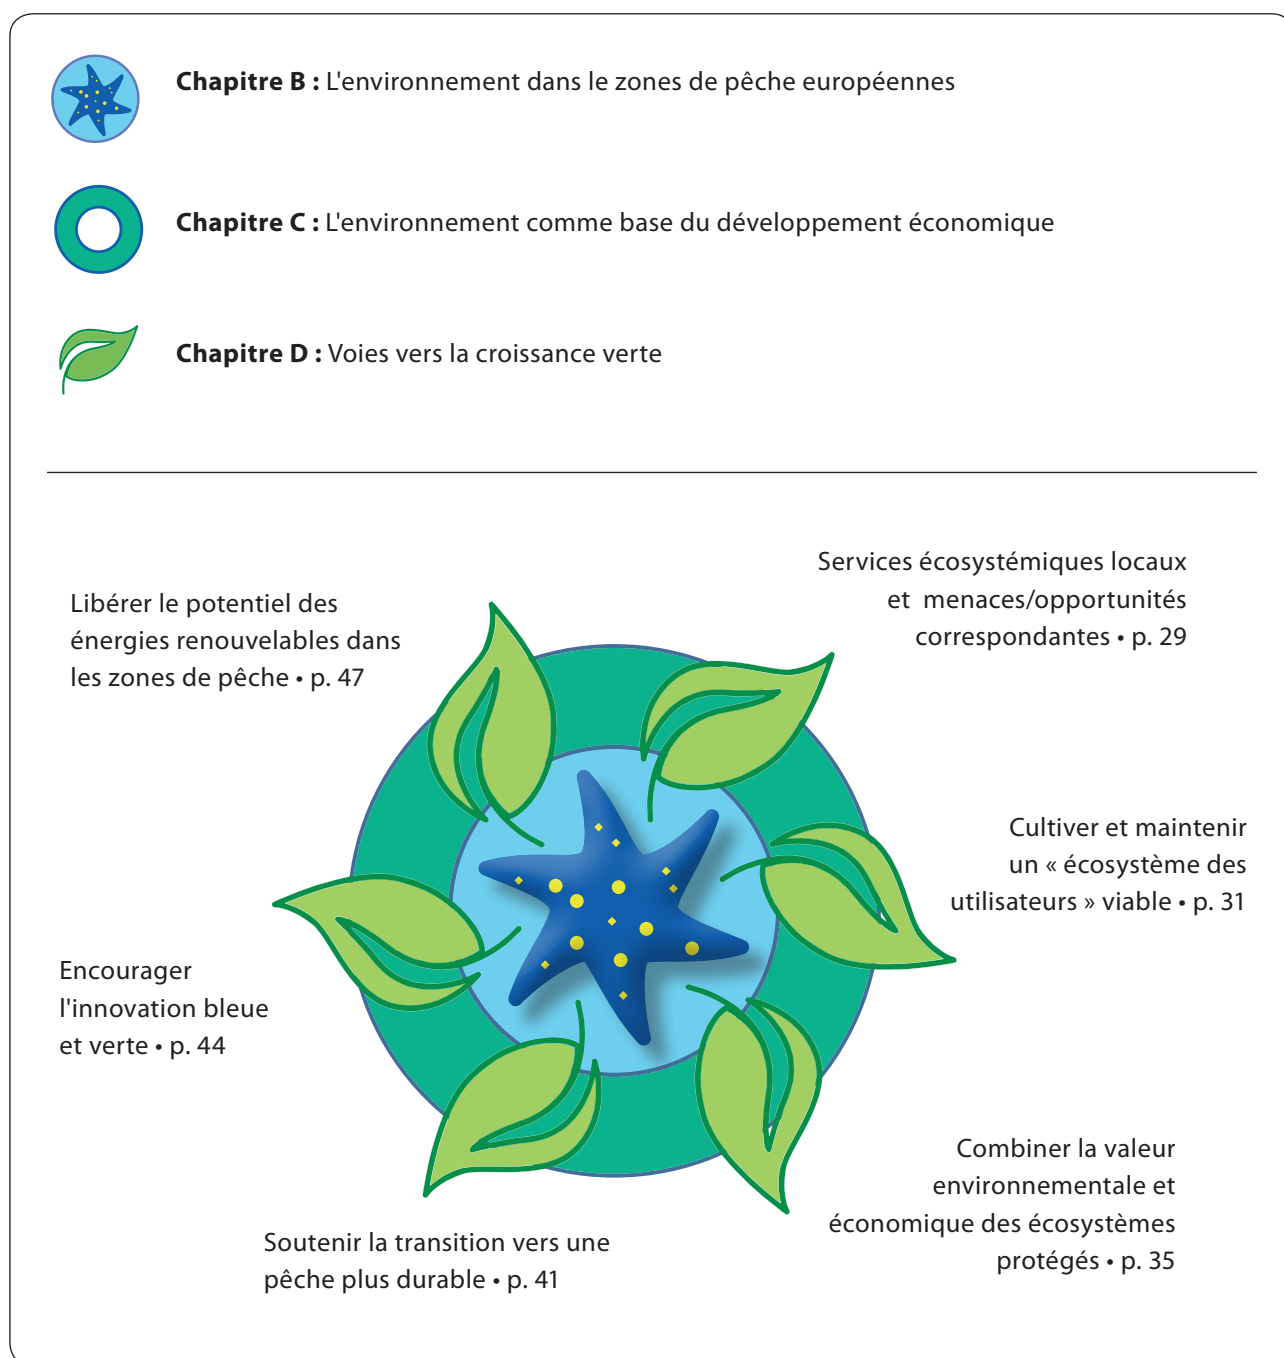 Chapitre B : L'environnement dans le zones de pêche européennes
Chapitre C : L'environnement comme base du développement économique
Chapitre D : Voies vers la croissance verte
Services écosystémiques locaux
et menaces/opportunités
correspondantes • p. 29
Libérer le potentiel des
énergies renouvelables dans
les zones de pêche • p. 47
Cultiver et maintenir
un « écosystème des
utilisateurs » viable • p. 31
Encourager
l'innovation bleue
et verte • p. 44
Combiner la valeur
environnementale et
économique des écosystèmes
protégés • p. 35
Soutenir la transition vers une
pêche plus durable • p. 41